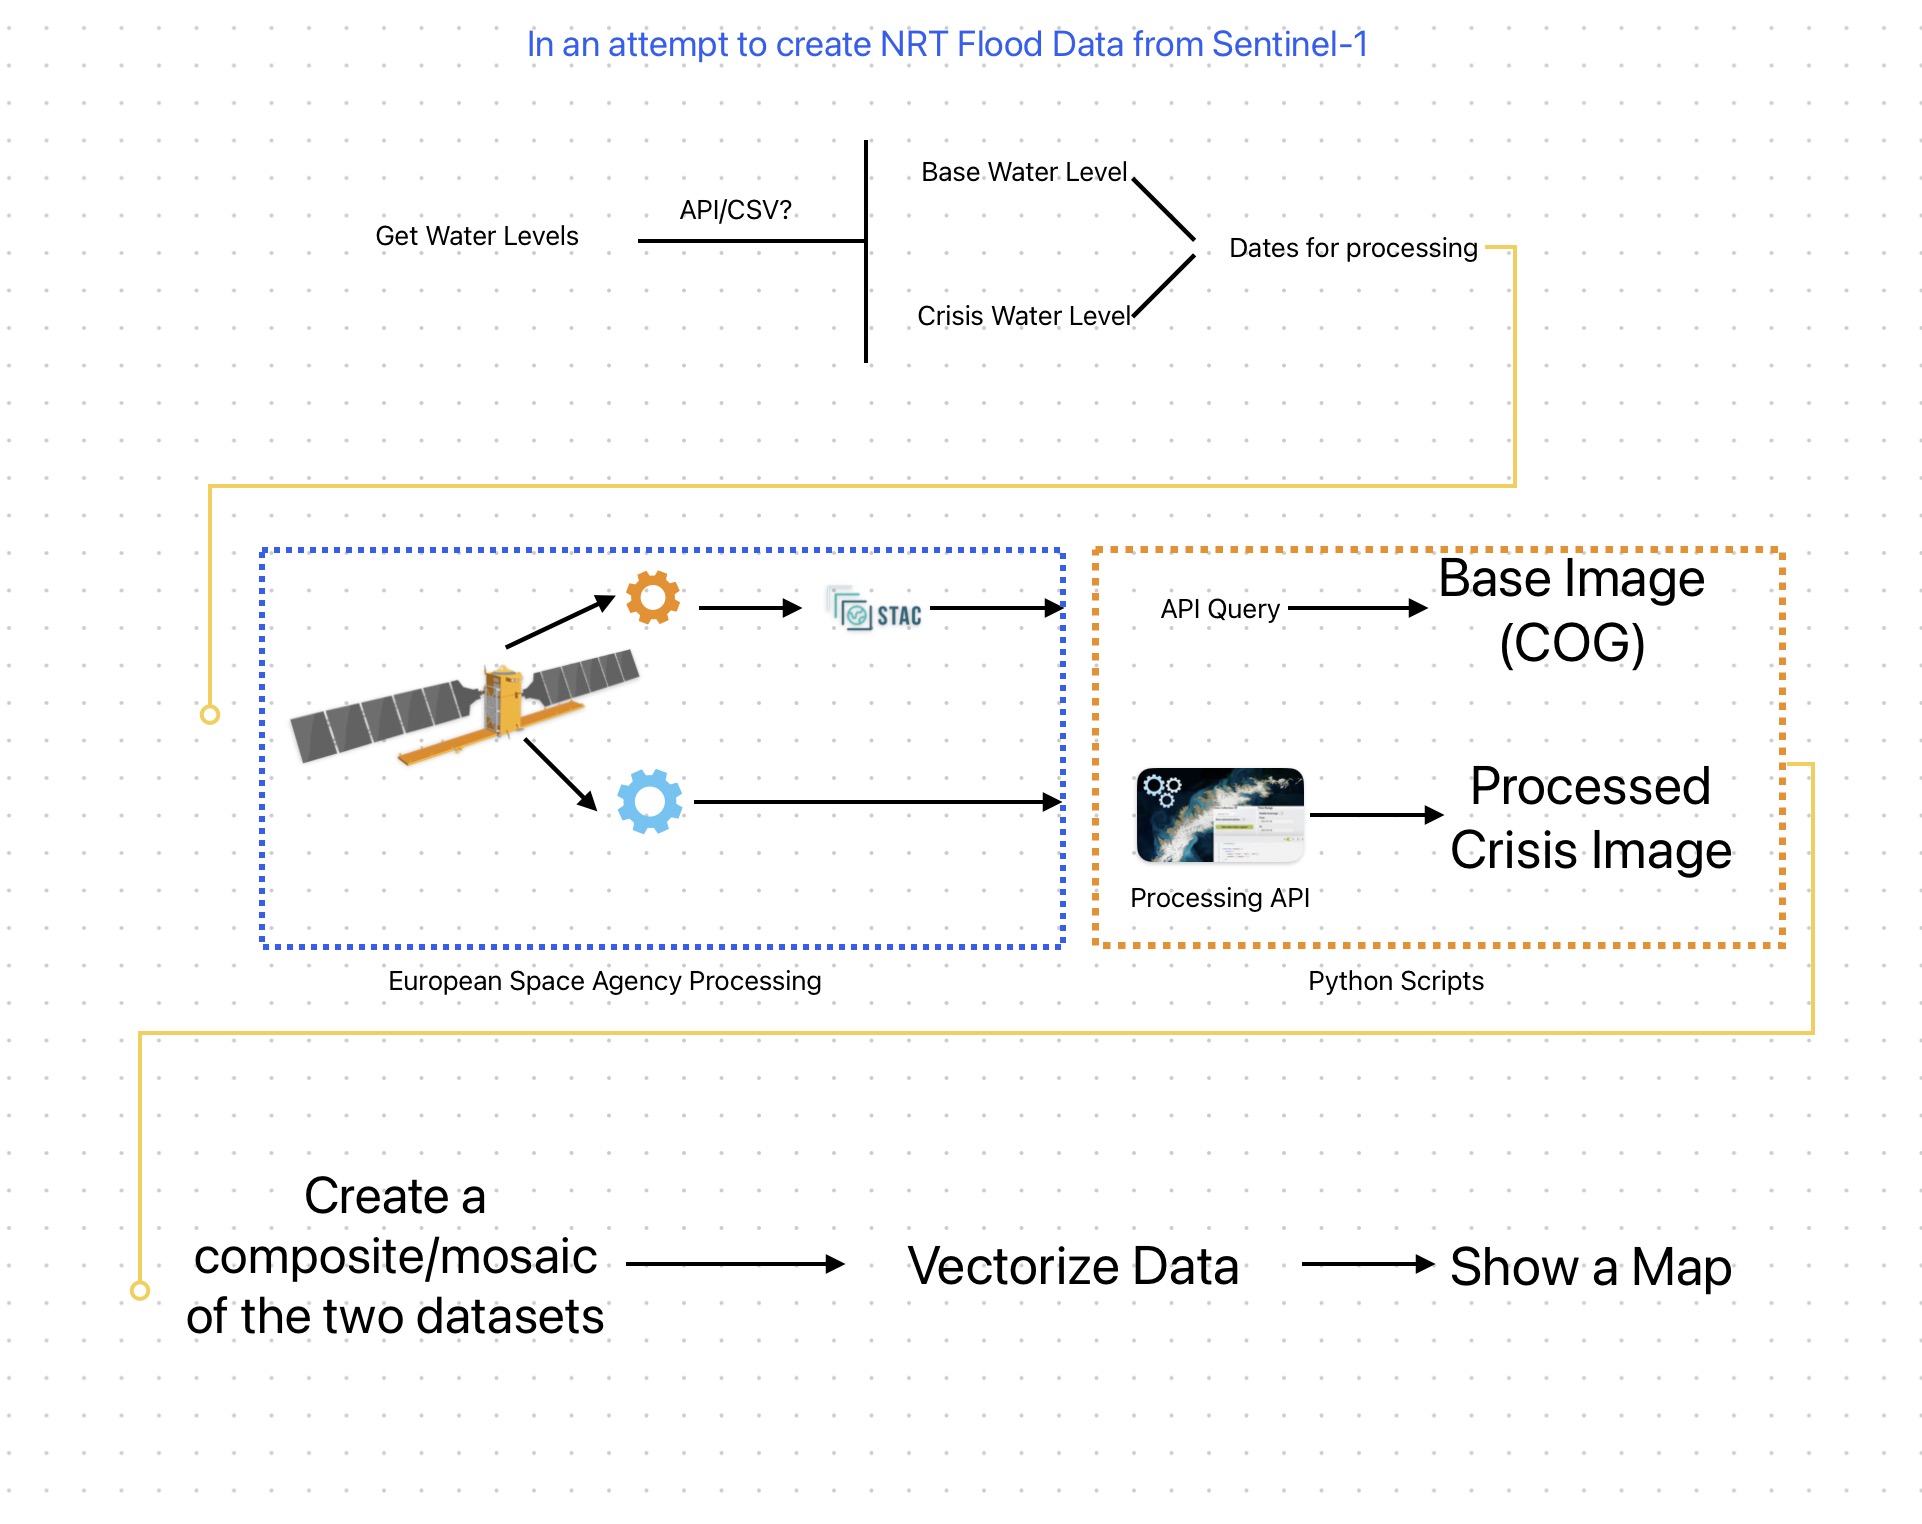 In an attempt to create NRT Flood Data from Sentinel-1
Get Water Levels
API/CSV?
Base Water Level
Crisis Water Level
Dates for processing
STAC
European Space Agency Processing
API Query
Base Image
(COG)
Processing API
Processed
Crisis Image
Python Scripts
Create a
composite/mosaic
of the two datasets
Vectorize Data
Show a Map